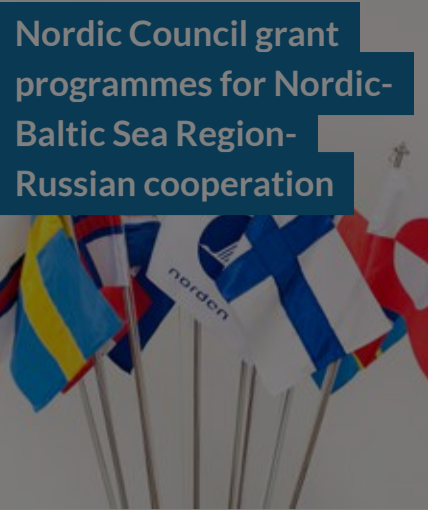 Nordic Council grant
programmes for Nordic-
Baltic Sea Region-
Russian cooperation
norden